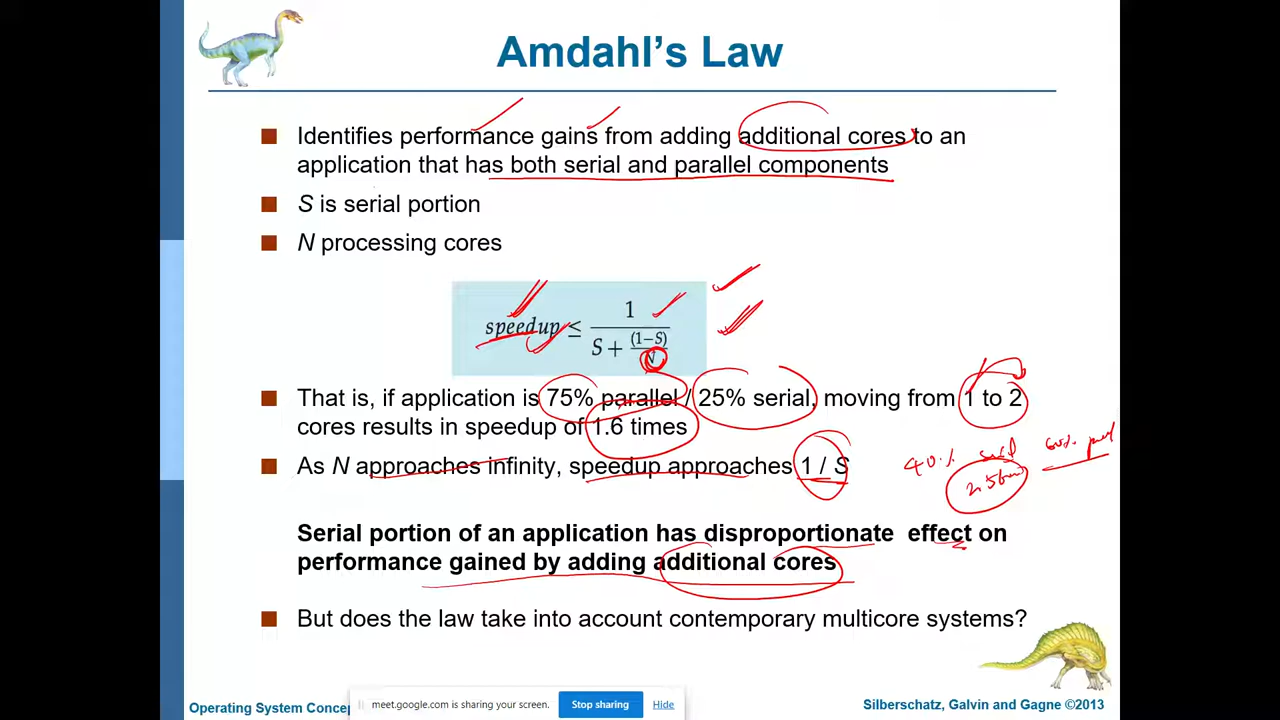 Amdahl's Law
Identifies performance gains from adding additional cores to an
application that has both serial and parallel components
S is serial portion
N processing cores
speedup ≤ 1 / (S + (1−S)/N)
That is, if application is 75% parallel / 25% serial, moving from 1 to 2
cores results in speedup of 1.6 times
As N approaches infinity, speedup approaches 1 / S
40%
Serial portion of an application has disproportionate effect on
performance gained by adding additional cores
But does the law take into account contemporary multicore systems?
Operating System Concep
meet.google.com is sharing your screen. Stop sharing Hide
Silberschatz, Galvin and Gagne ©2013